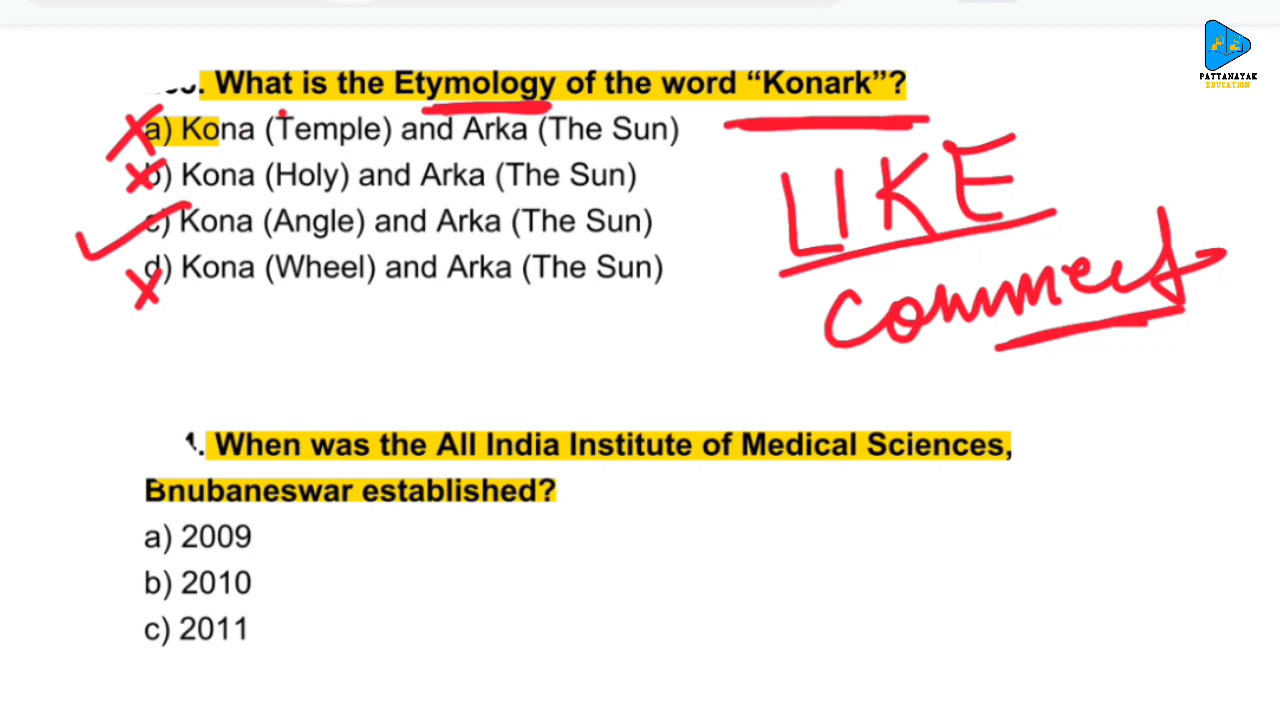 PATTANAYAK
EDUCATION
What is the Etymology of the word “Konark”?
a) Kona (Temple) and Arka (The Sun)
b) Kona (Holy) and Arka (The Sun)
c) Kona (Angle) and Arka (The Sun)
d) Kona (Wheel) and Arka (The Sun)
LIKE
comment
When was the All India Institute of Medical Sciences,
Bhubaneswar established?
a) 2009
b) 2010
c) 2011